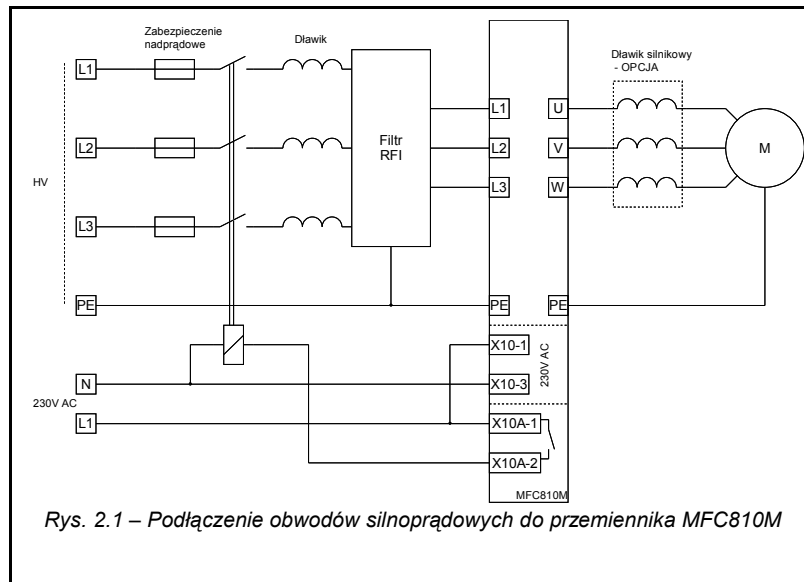 Zabezpieczenie
nadprądowe
Dławik
Dławik silnikowy
- OPCJA
L1
L1
U
L2
Filtr
RFI
L2
V
M
HV
L3
W
L3
PE
PE
PE
X10-1
230V AC
N
X10-3
230V AC
L1
X10A-1
X10A-2
MFC810M
Rys. 2.1 – Podłączenie obwodów silnoprądowych do przemiennika MFC810M